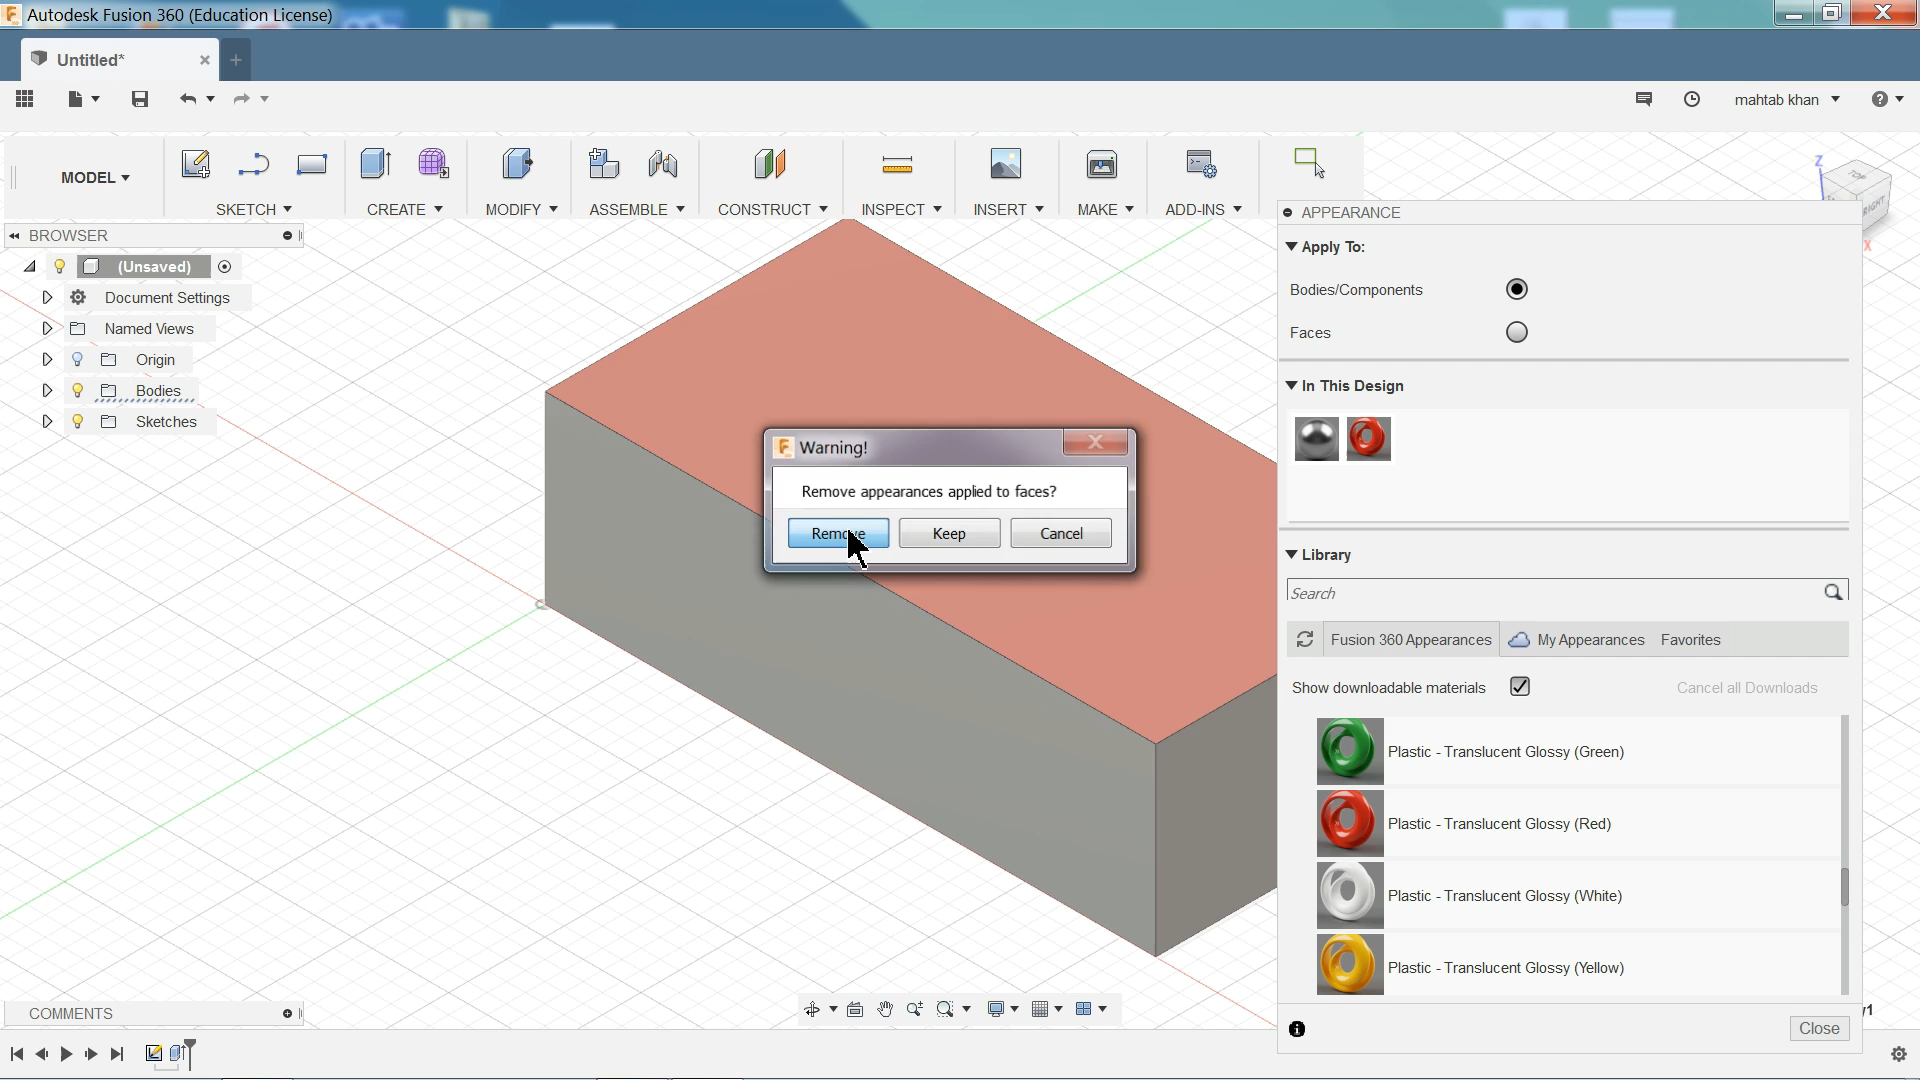 Autodesk Fusion 360 (Education License)
Untitled*
mahtab khan
MODEL
SKETCH
CREATE
MODIFY
ASSEMBLE
CONSTRUCT
INSPECT
INSERT
MAKE
ADD-INS
Z
TOP
RIGHT
X
BROWSER
(Unsaved)
Document Settings
Named Views
Origin
Bodies
Sketches
APPEARANCE
Apply To:
Bodies/Components
Faces
In This Design
Warning!
Remove appearances applied to faces?
Remove
Keep
Cancel
Library
Search
Fusion 360 Appearances
My Appearances
Favorites
Show downloadable materials
Cancel all Downloads
Plastic - Translucent Glossy (Green)
Plastic - Translucent Glossy (Red)
Plastic - Translucent Glossy (White)
Plastic - Translucent Glossy (Yellow)
Close
COMMENTS